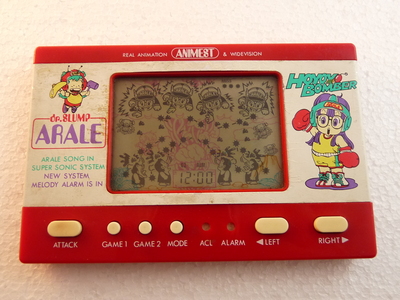 REAL ANIMATION ANIMEST & WIDEVISION
Dr. SLUMP
ARALE
ARALE SONG IN
SUPER SONIC SYSTEM
NEW SYSTEM
MELODY ALARM IS IN
HOYOYO
BOMBER
12:00
ATTACK
GAME 1
GAME 2
MODE
ACL
ALARM
◀LEFT
RIGHT▶